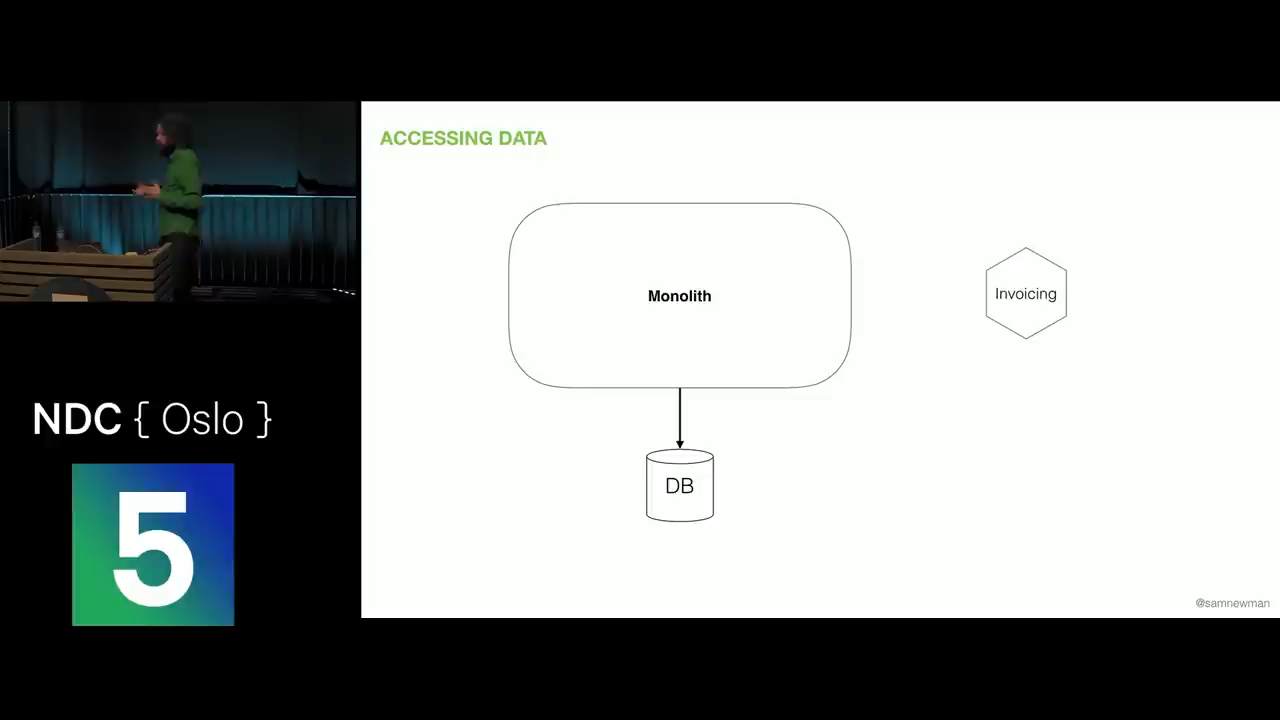 ACCESSING DATA
Monolith
Invoicing
DB
NDC { Oslo }
5
@samnewman